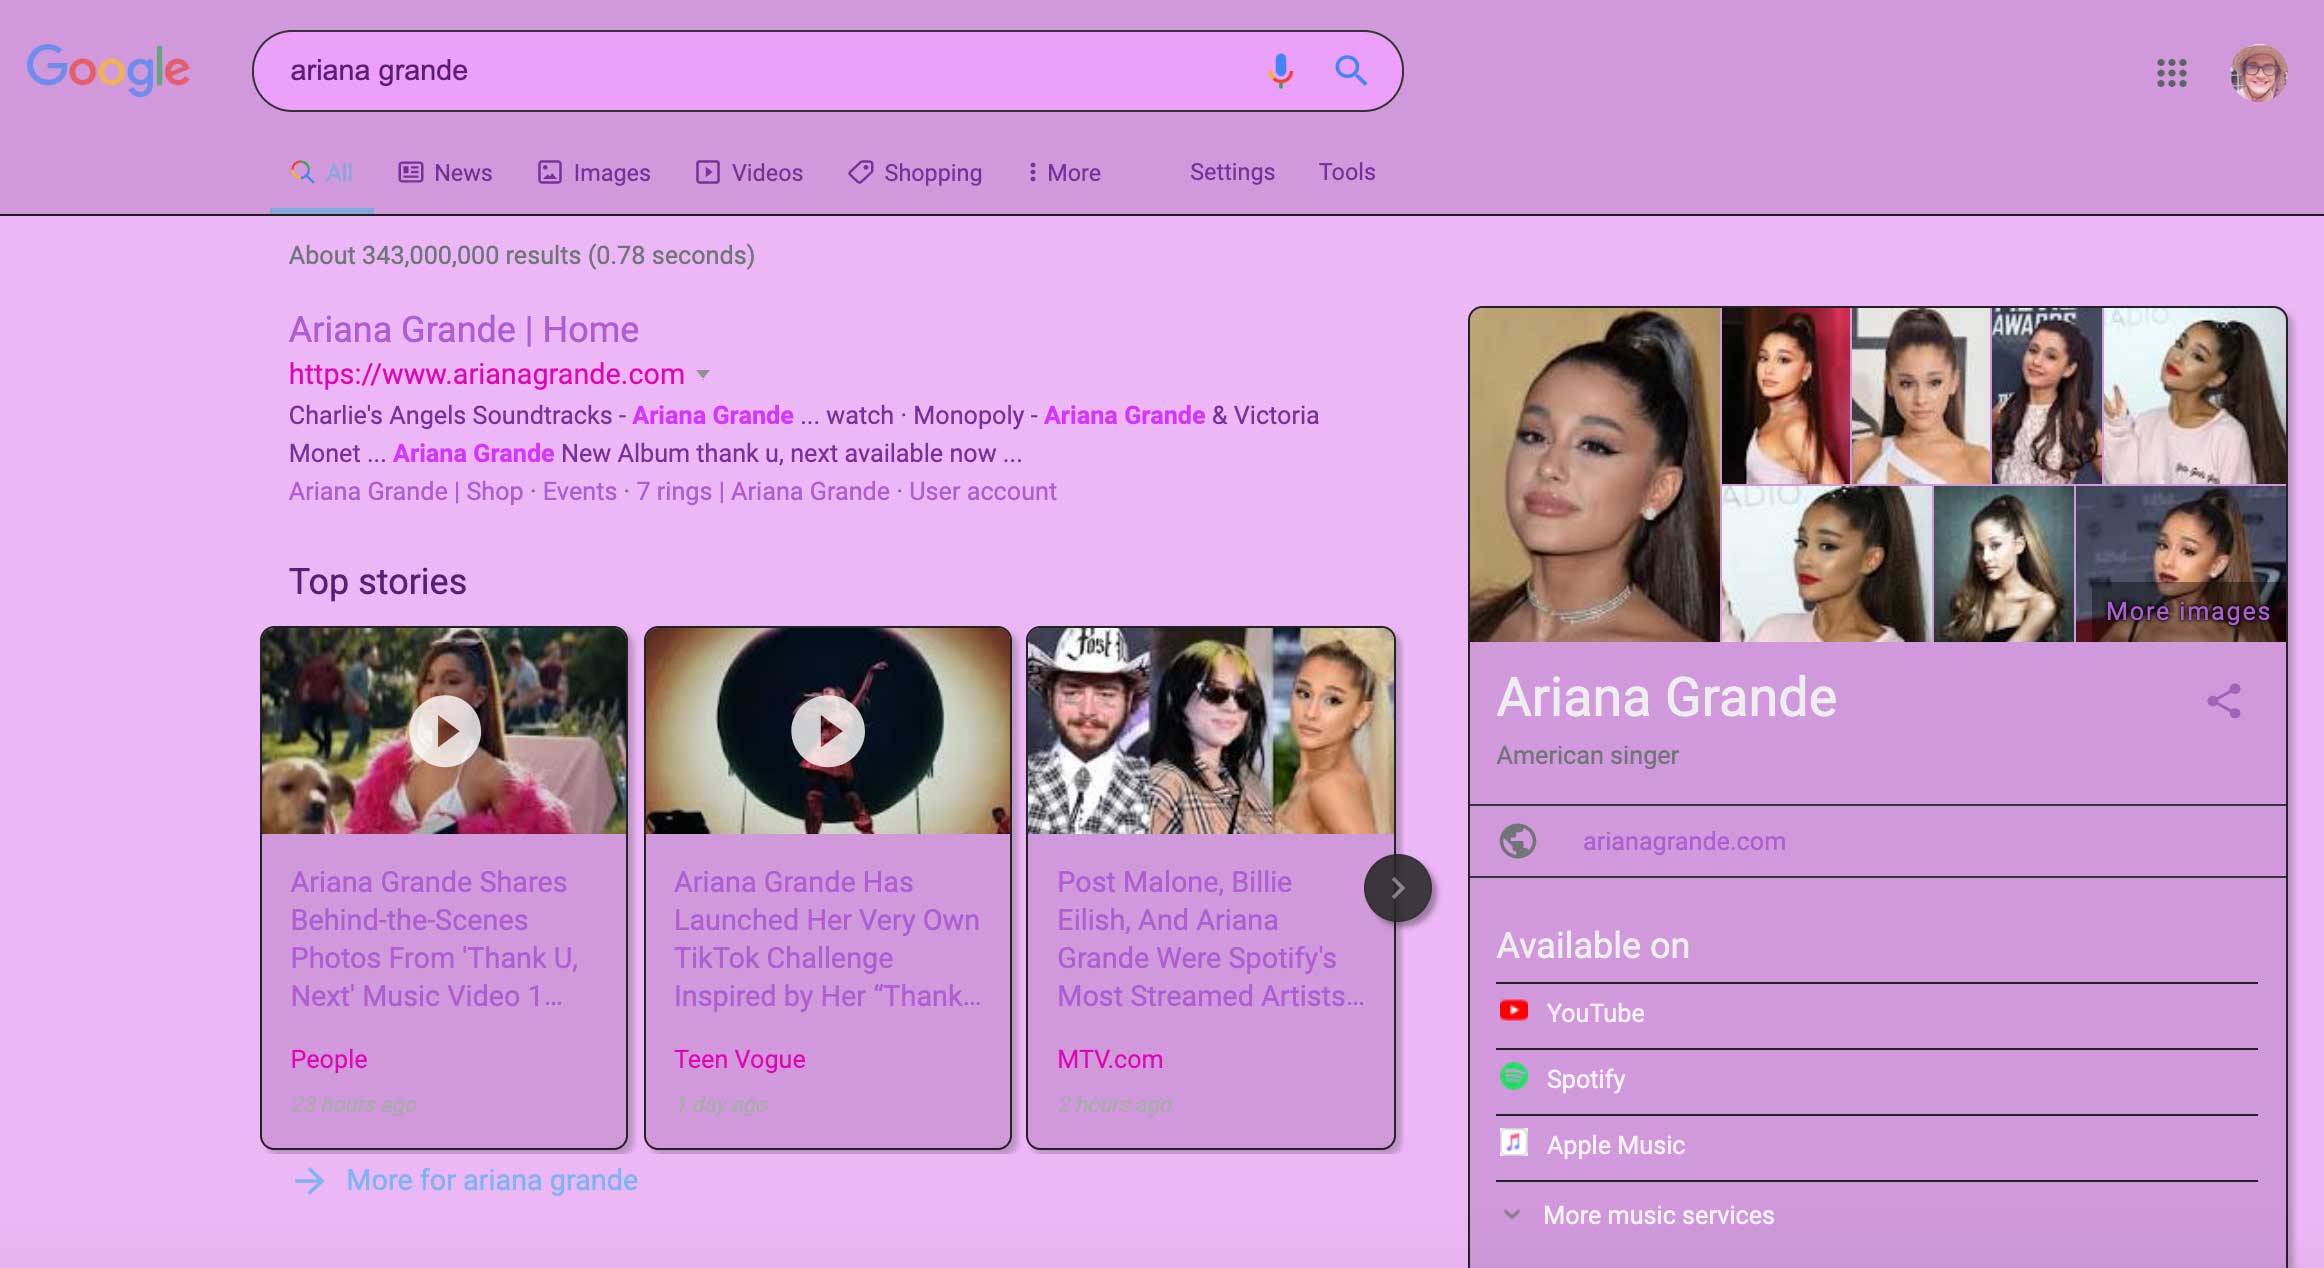 Google
ariana grande
All
News
Images
Videos
Shopping
More
Settings
Tools
About 343,000,000 results (0.78 seconds)
Ariana Grande | Home
https://www.arianagrande.com
Charlie's Angels Soundtracks - Ariana Grande ... watch · Monopoly - Ariana Grande & Victoria
Monet ... Ariana Grande New Album thank u, next available now ...
Ariana Grande | Shop · Events · 7 rings | Ariana Grande · User account
Top stories
Post
Ariana Grande Shares
Behind-the-Scenes
Photos From 'Thank U,
Next' Music Video 1...
People
23 hours ago
Ariana Grande Has
Launched Her Very Own
TikTok Challenge
Inspired by Her “Thank...
Teen Vogue
1 day ago
Post Malone, Billie
Eilish, And Ariana
Grande Were Spotify's
Most Streamed Artists...
MTV.com
2 hours ago
More for ariana grande
AWARDS
ADIO
ADIO
More images
Ariana Grande
American singer
arianagrande.com
Available on
YouTube
Spotify
Apple Music
More music services